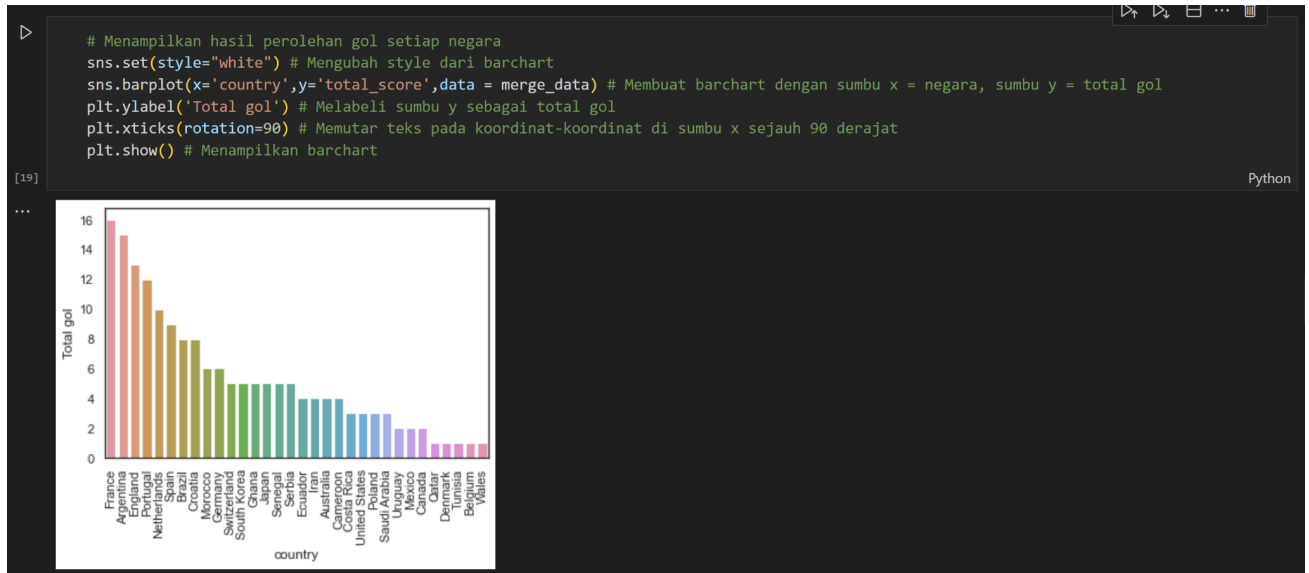 # Menampilkan hasil perolehan gol setiap negara
sns.set(style="white") # Mengubah style dari barchart
sns.barplot(x='country',y='total_score',data = merge_data) # Membuat barchart dengan sumbu x = negara, sumbu y = total gol
plt.ylabel('Total gol') # Melabeli sumbu y sebagai total gol
plt.xticks(rotation=90) # Memutar teks pada koordinat-koordinat di sumbu x sejauh 90 derajat
plt.show() # Menampilkan barchart
[19]
Python
16
14
12
10
8
6
4
2
0
Total gol
France
Argentina
England
Portugal
Netherlands
Spain
Brazil
Croatia
Morocco
Germany
Switzerland
South Korea
Ghana
Japan
Senegal
Serbia
Ecuador
Iran
Australia
Cameroon
Costa Rica
United States
Poland
Saudi Arabia
Uruguay
Mexico
Canada
Qatar
Denmark
Tunisia
Belgium
Wales
country